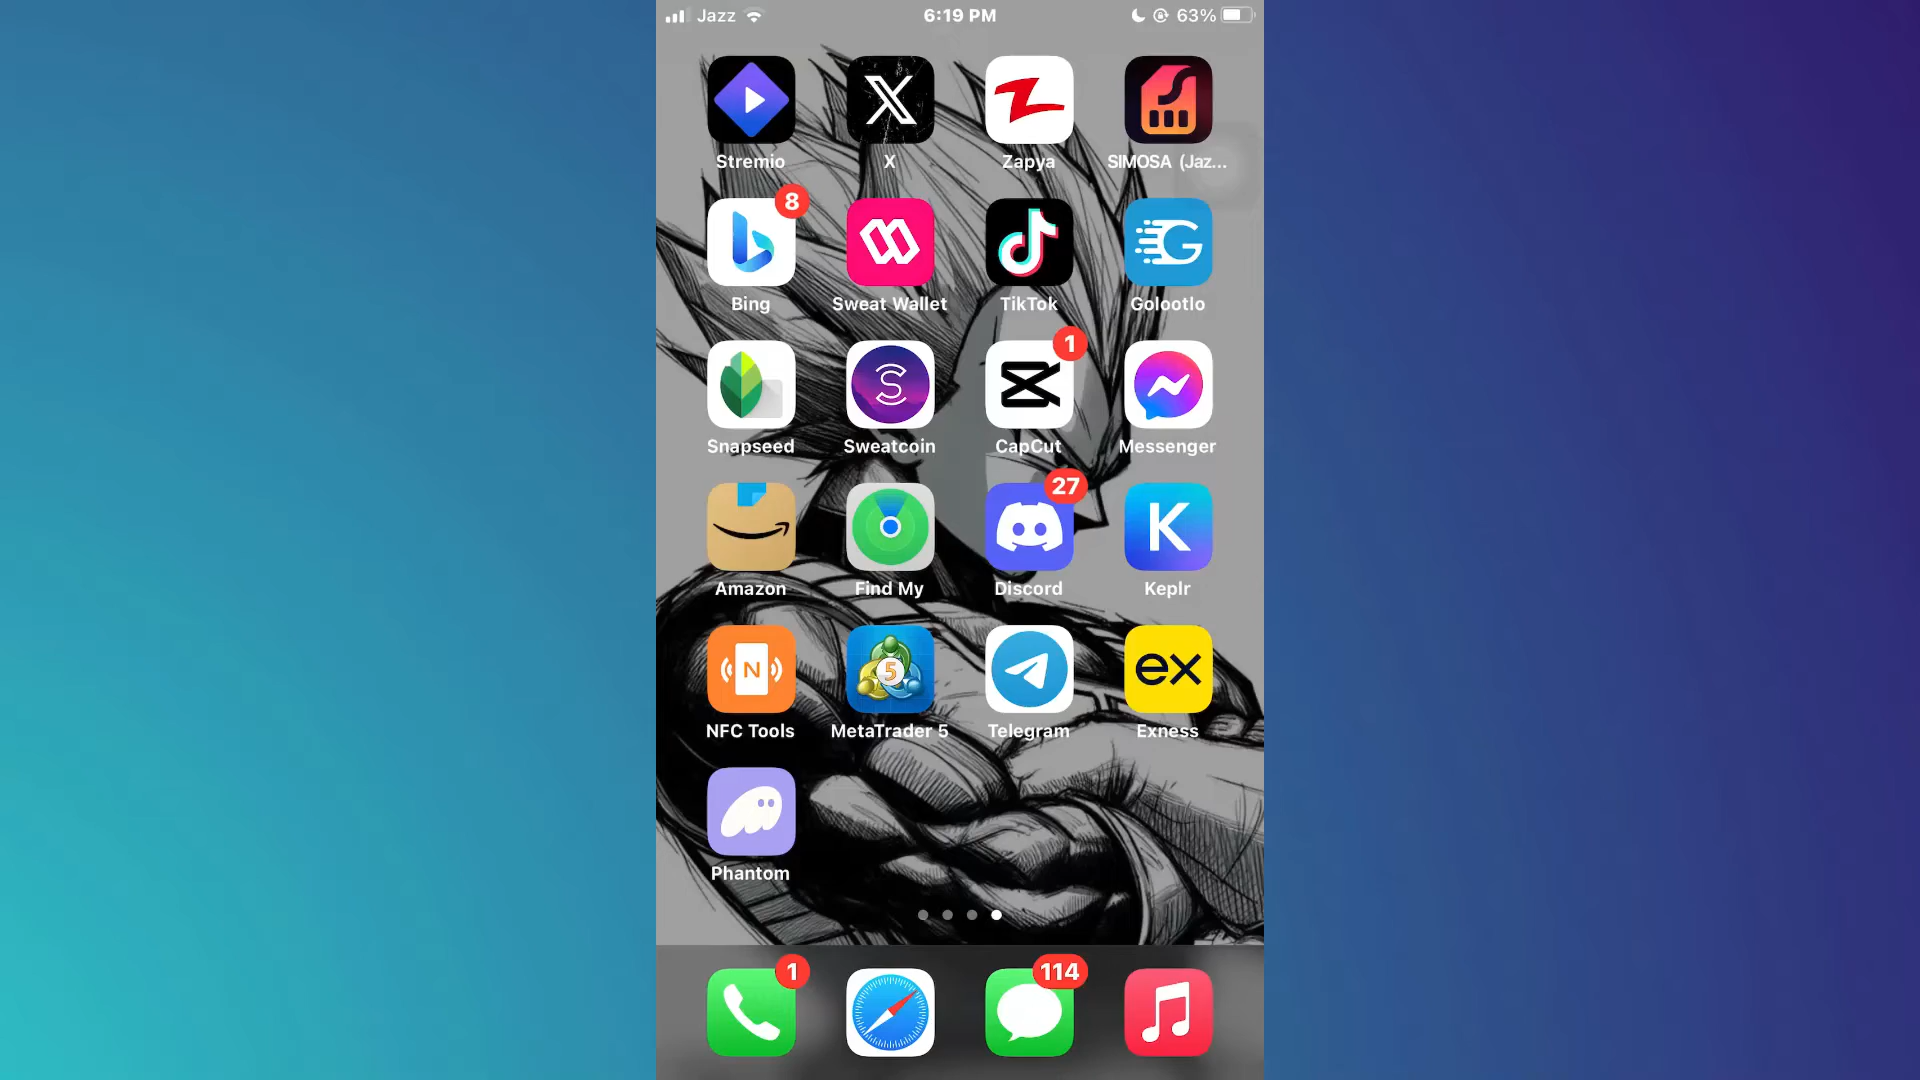 Jazz 6:19 PM 63%
Stremio X Zapya SIMOSA (Jaz...
8
Bing Sweat Wallet TikTok Golootlo
1
Snapseed Sweatcoin CapCut Messenger
27
K
Amazon Find My Discord Keplr
N 5 ex
NFC Tools MetaTrader 5 Telegram Exness
Phantom
1 114